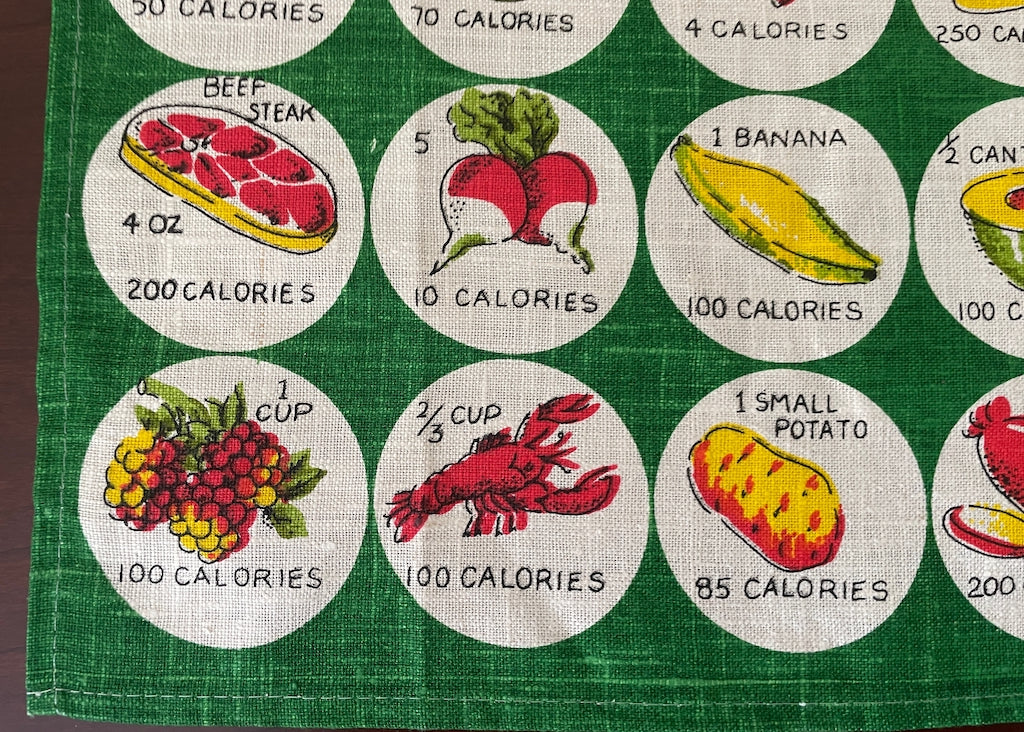 50 CALORIES
70 CALORIES
4 CALORIES
250
BEEF
STEAK
4 OZ
200 CALORIES
5
10 CALORIES
1 BANANA
100 CALORIES
½
100
1
CUP
100 CALORIES
2/3 CUP
100 CALORIES
1 SMALL
POTATO
85 CALORIES
200